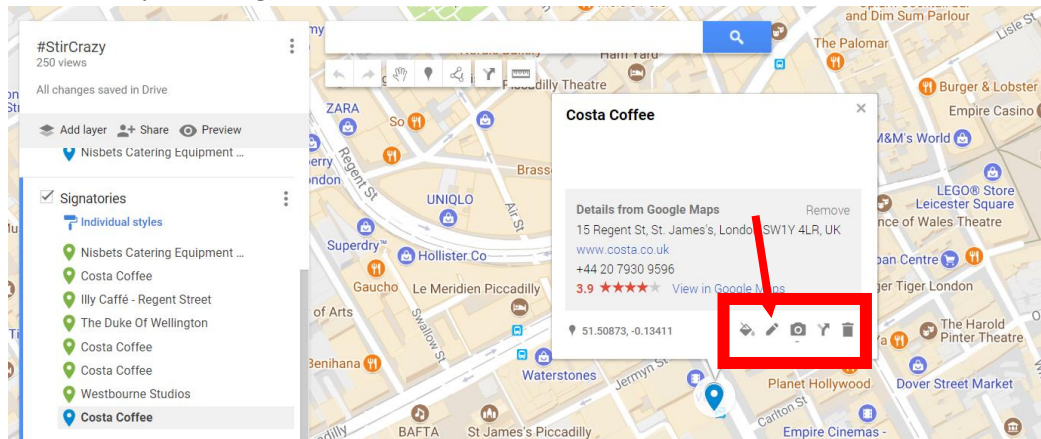 #StirCrazy
250 views
All changes saved in Drive
Add layer Share Preview
Nisbets Catering Equipment ...
Signatories
Individual styles
Nisbets Catering Equipment ...
Costa Coffee
Illy Caffé - Regent Street
The Duke Of Wellington
Costa Coffee
Costa Coffee
Westbourne Studios
Costa Coffee
Costa Coffee
Details from Google Maps
Remove
15 Regent St, St. James's, London SW1Y 4LR, UK
www.costa.co.uk
+44 20 7930 9596
3.9 View in Google Maps
51.50873, -0.13411
and Dim Sum Parlour
Lisle St
The Palomar
Ham Yard
Burger & Lobster
Empire Casino
M&M's World
LEGO® Store
Leicester Square
Theatre
ZARA
So
Regent St
UNIQLO
Air St
Superdry™
Hollister Co
Gaucho
Le Meridien Piccadilly
of Arts
Swallow St
Benihana
Waterstones
Jermyn St
BAFTA
St James's Piccadilly
of Wales Theatre
Centre
Tiger London
The Harold
Pinter Theatre
Planet Hollywood
Dover Street Market
Carlton St
Empire Cinemas -